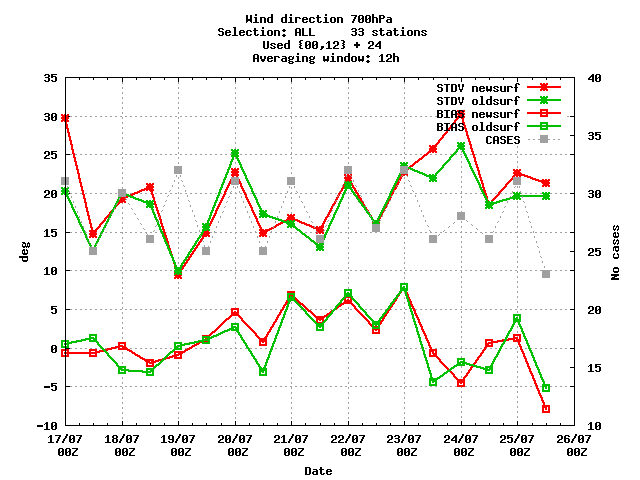 Wind direction 700hPa
Selection: ALL 33 stations
Used {00,12} + 24
Averaging window: 12h
35 40
STDV newsurf
STDV oldsurf
BIAS newsurf
BIAS oldsurf
CASES
30 35
25
20 30
15
10 25
5 20
0
-5 15
-10 10
deg
No cases
17/07 18/07 19/07 20/07 21/07 22/07 23/07 24/07 25/07 26/07
00Z 00Z 00Z 00Z 00Z 00Z 00Z 00Z 00Z 00Z
Date